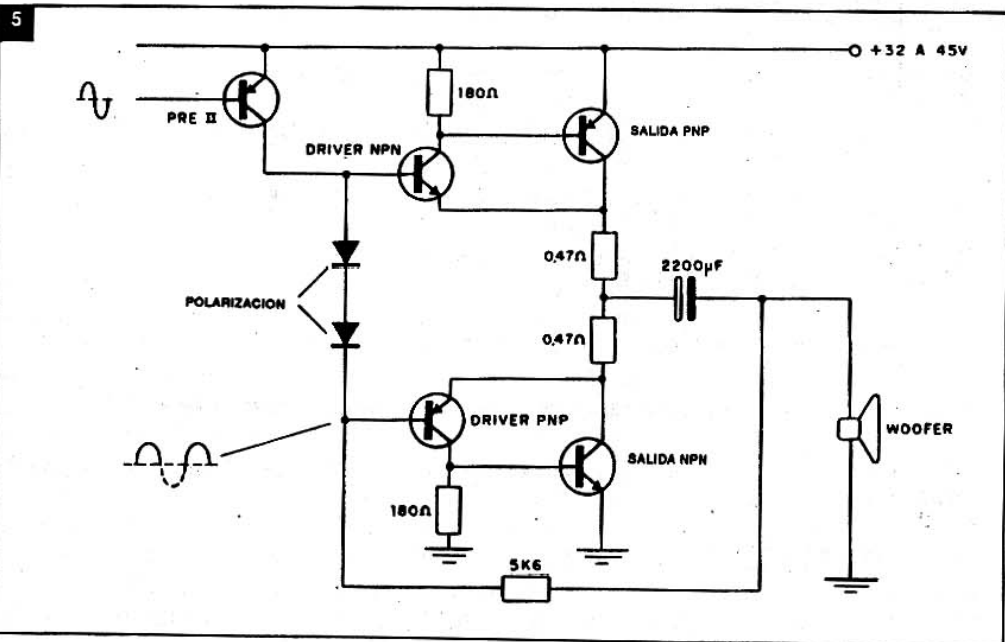 5
+32 A 45V
PRE II
180Ω
SALIDA PNP
DRIVER NPN
0,47Ω
2200µF
POLARIZACION
0,47Ω
DRIVER PNP
WOOFER
SALIDA NPN
180Ω
5K6